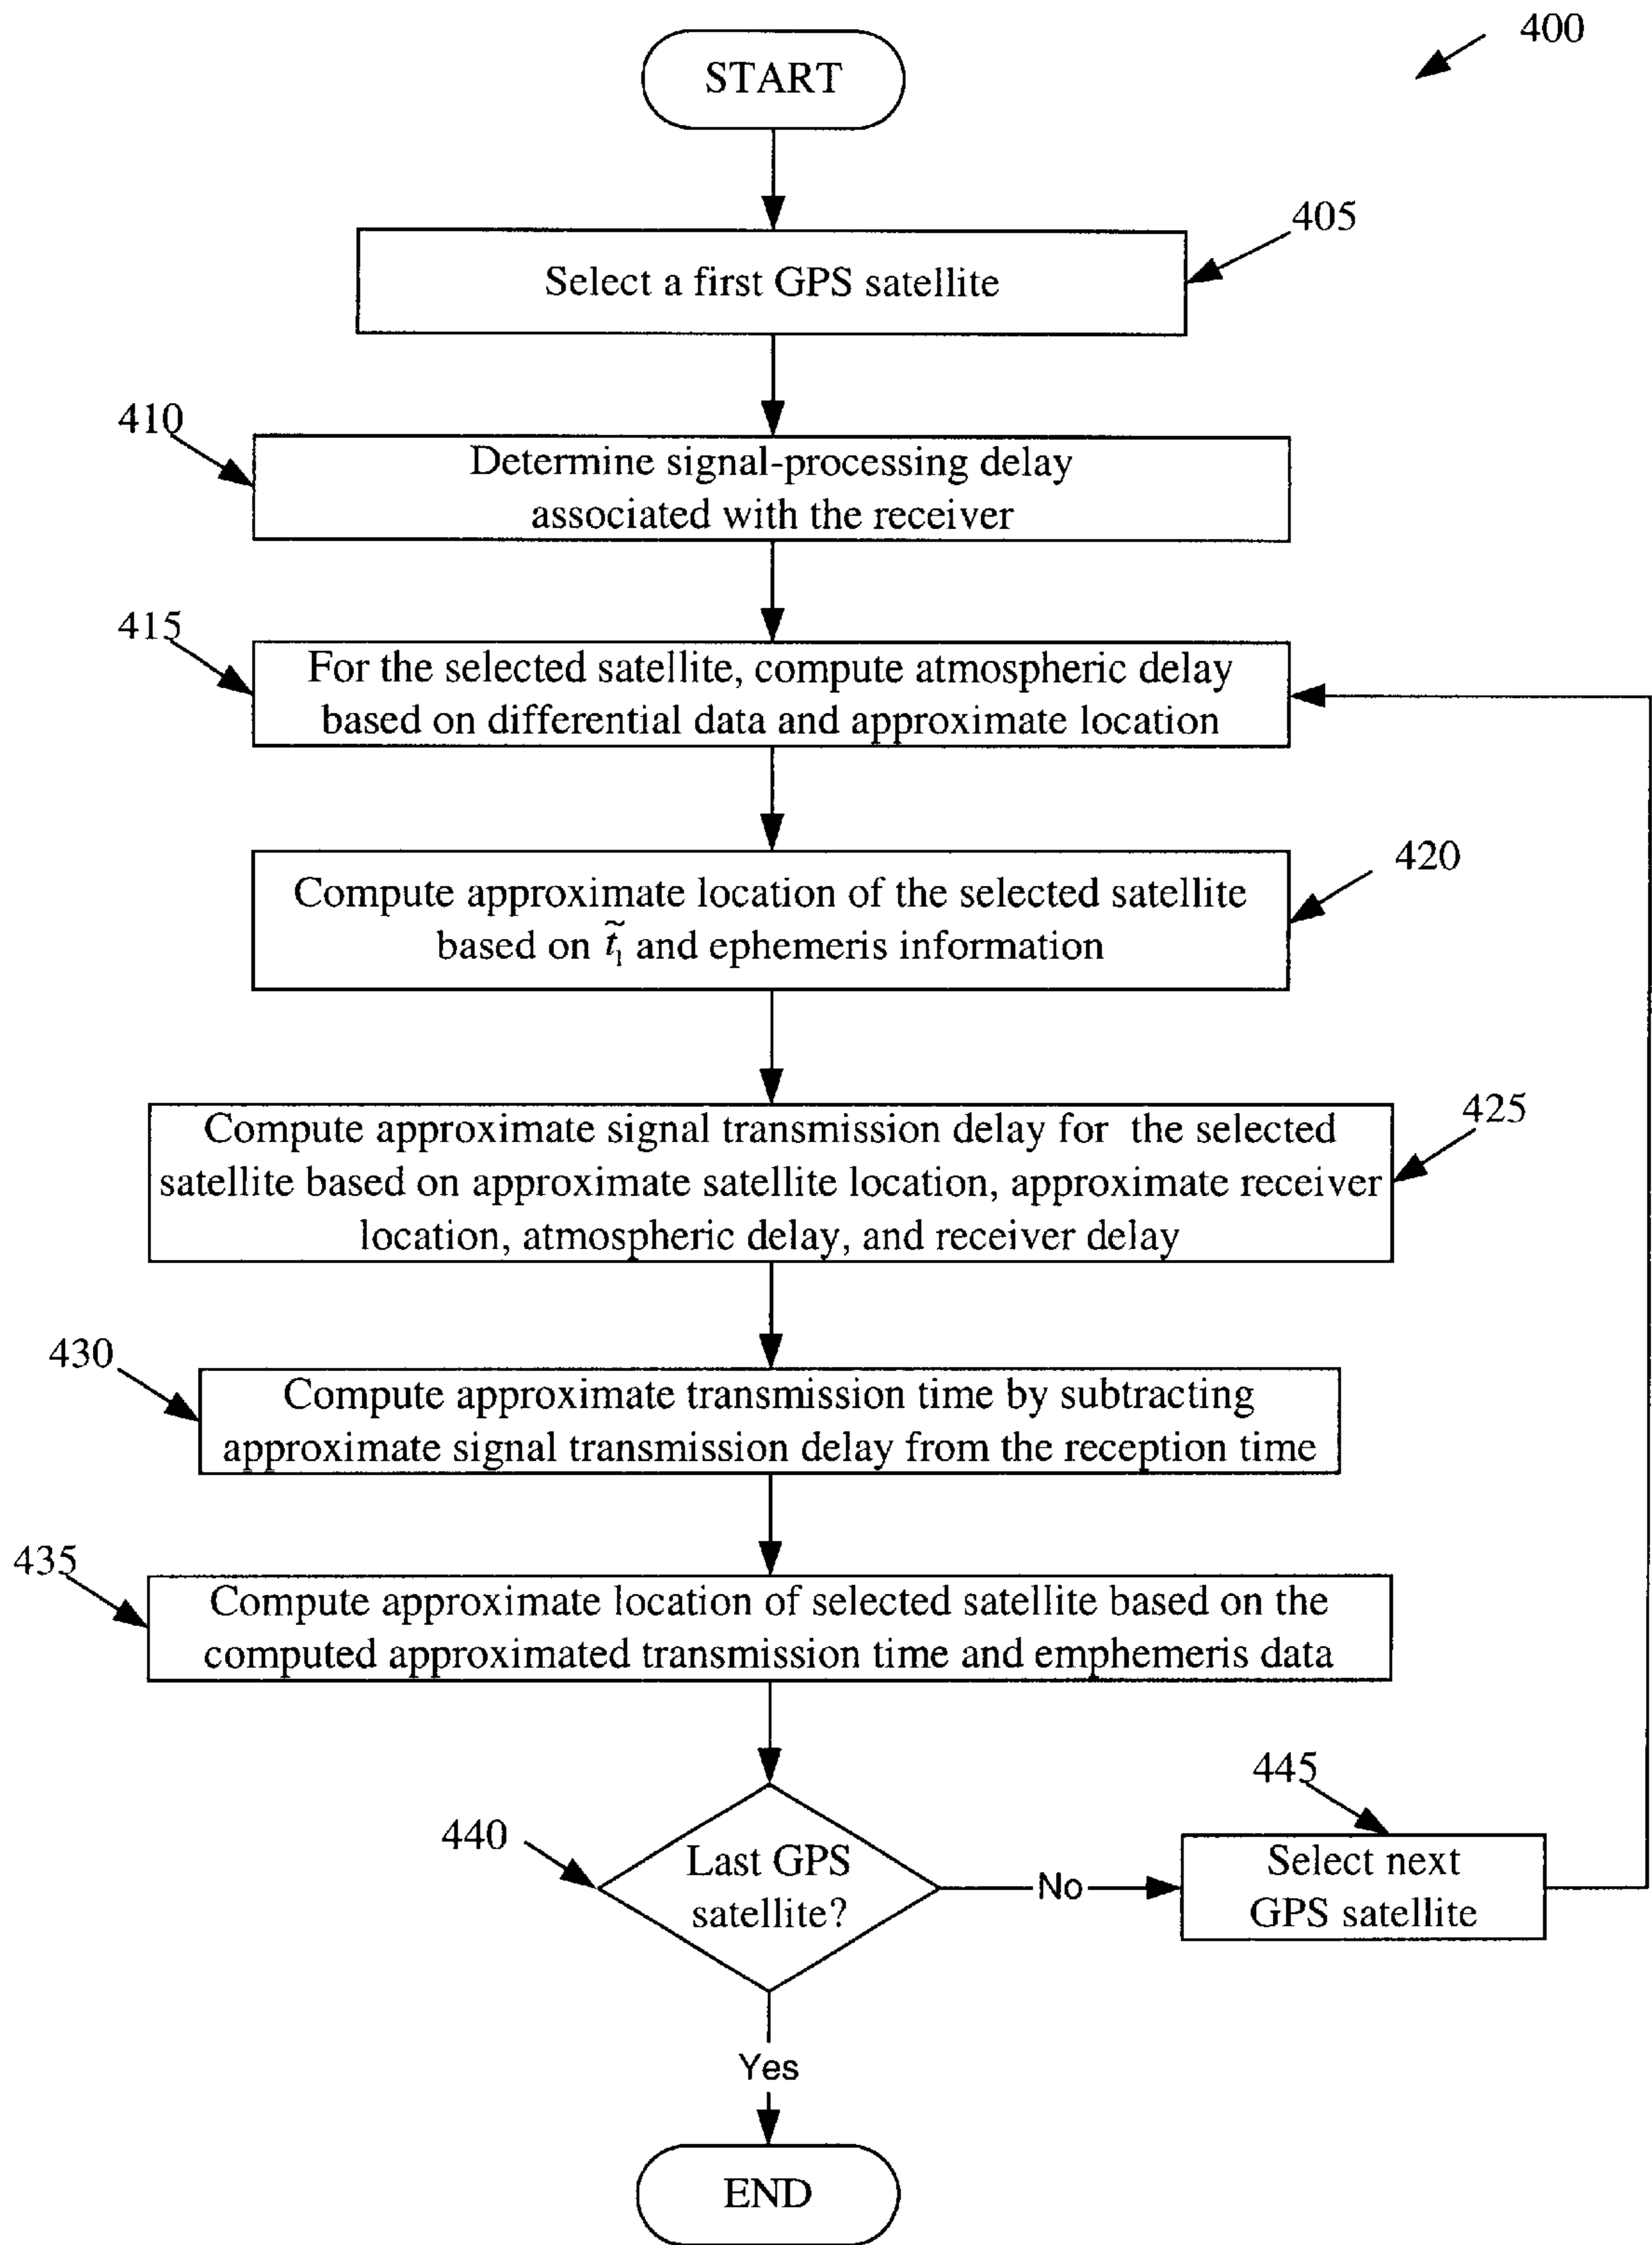 400
START
405
Select a first GPS satellite
410
Determine signal-processing delay
associated with the receiver
415
For the selected satellite, compute atmospheric delay
based on differential data and approximate location
420
Compute approximate location of the selected satellite
based on t̃₁ and ephemeris information
425
Compute approximate signal transmission delay for the selected
satellite based on approximate satellite location, approximate receiver
location, atmospheric delay, and receiver delay
430
Compute approximate transmission time by subtracting
approximate signal transmission delay from the reception time
435
Compute approximate location of selected satellite based on the
computed approximated transmission time and emphemeris data
440
Last GPS
satellite?
No
445
Select next
GPS satellite
Yes
END